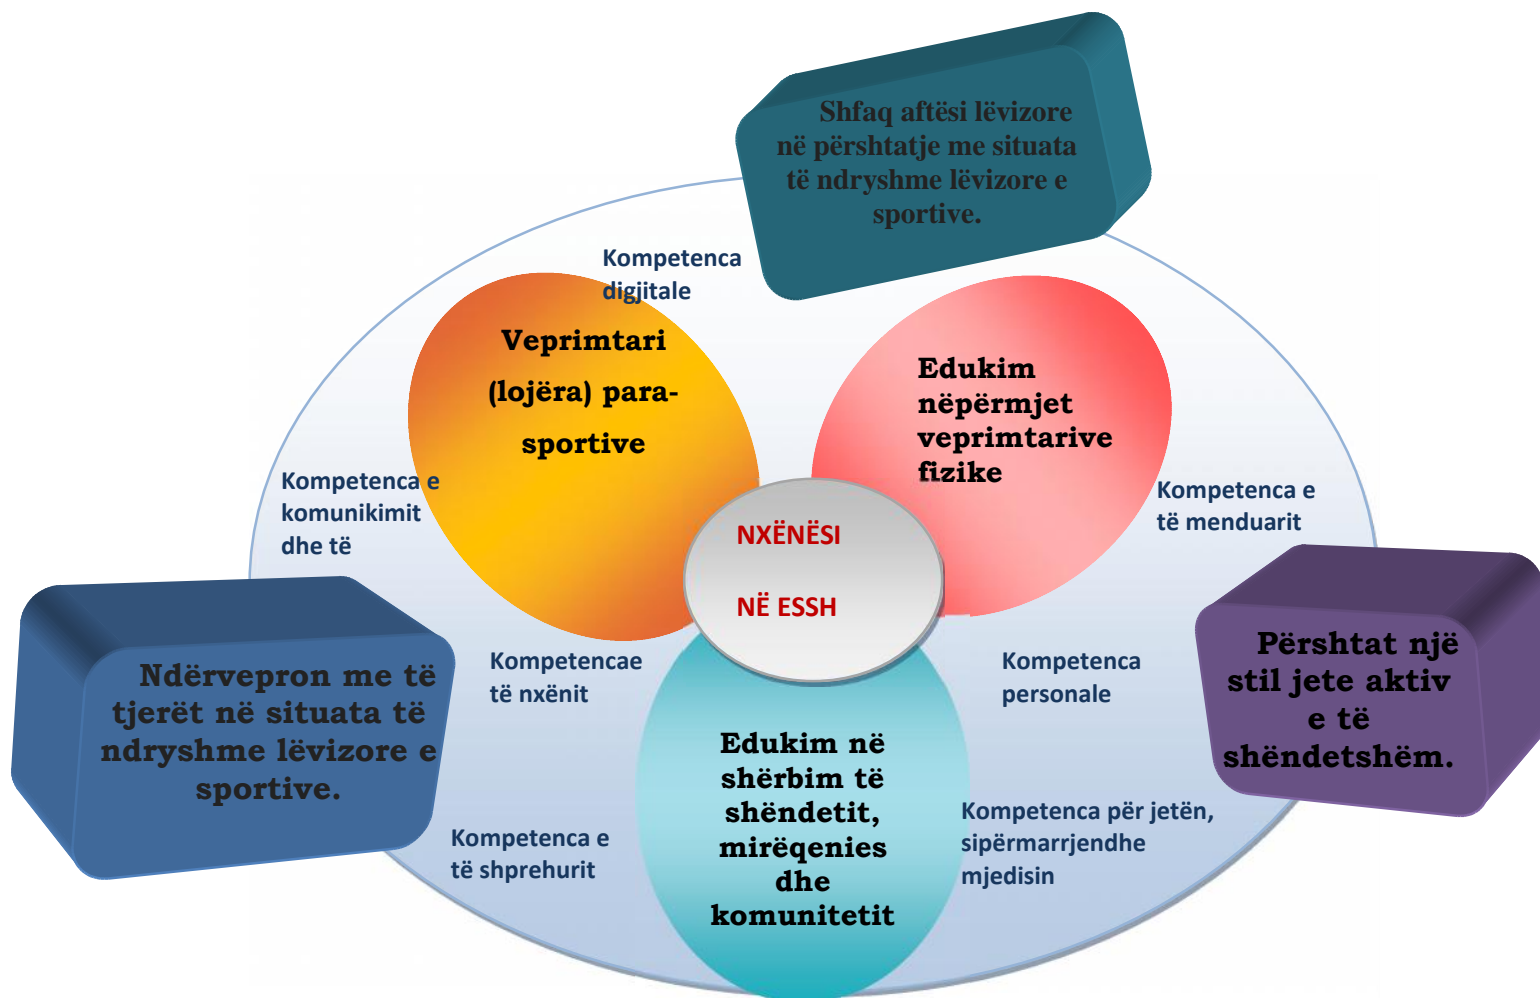 Shfaq aftësi lëvizore
në përshtatje me situata
të ndryshme lëvizore e
sportive.
Kompetenca
digjitale
Veprimtari
(lojëra) para-
sportive
Edukim
nëpërmjet
veprimtarive
fizike
Kompetenca e
komunikimit
dhe të
Kompetenca e
të menduarit
NXËNËSI
NË ESSH
Ndërvepron me të
tjerët në situata të
ndryshme lëvizore e
sportive.
Kompetencae
të nxënit
Kompetenca
personale
Përshtat një
stil jete aktiv
e të
shëndetshëm.
Edukim në
shërbim të
shëndetit,
mirëqenies
dhe
komunitetit
Kompetenca e
të shprehurit
Kompetenca për jetën,
sipërmarrjendhe
mjedisin